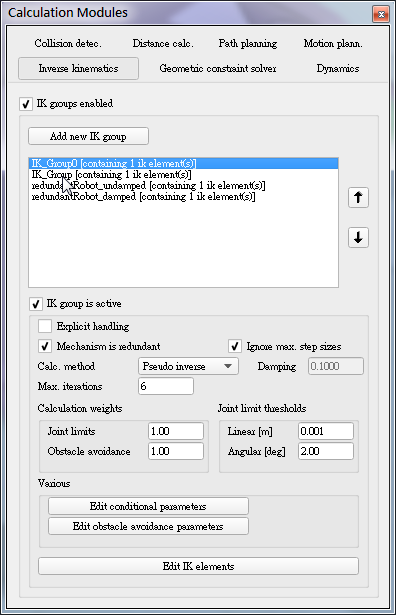 Calculation Modules
Collision detec. Distance calc. Path planning Motion plann.
Inverse kinematics Geometric constraint solver Dynamics
IK groups enabled
Add new IK group
IK_Group0 [containing 1 ik element(s)]
IK_Group [containing 1 ik element(s)]
redundantRobot_undamped [containing 1 ik element(s)]
redundantRobot_damped [containing 1 ik element(s)]
IK group is active
Explicit handling
Mechanism is redundant Ignore max. step sizes
Calc. method Pseudo inverse Damping 0.1000
Max. iterations 6
Calculation weights Joint limit thresholds
Joint limits 1.00 Linear [m] 0.001
Obstacle avoidance 1.00 Angular [deg] 2.00
Various
Edit conditional parameters
Edit obstacle avoidance parameters
Edit IK elements